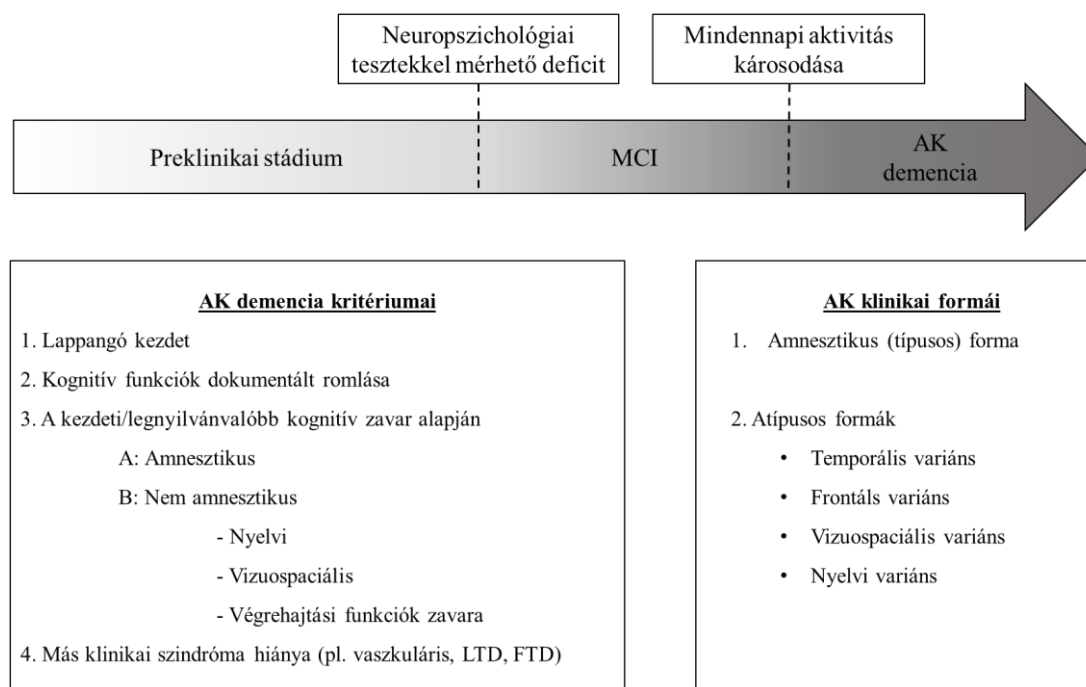 Neuropszichológiai
tesztekkel mérhető deficit
Mindennapi aktivitás
károsodása
Preklinikai stádium
MCI
AK
demencia
AK demencia kritériumai
1. Lappangó kezdet
2. Kognitív funkciók dokumentált romlása
3. A kezdeti/legnyilvánvalóbb kognitív zavar alapján
A: Amnesztikus
B: Nem amnesztikus
- Nyelvi
- Vizuospaciális
- Végrehajtási funkciók zavara
4. Más klinikai szindróma hiánya (pl. vaszkuláris, LTD, FTD)
AK klinikai formái
1. Amnesztikus (típusos) forma
2. Atípusos formák
• Temporális variáns
• Frontáls variáns
• Vizuospaciális variáns
• Nyelvi variáns